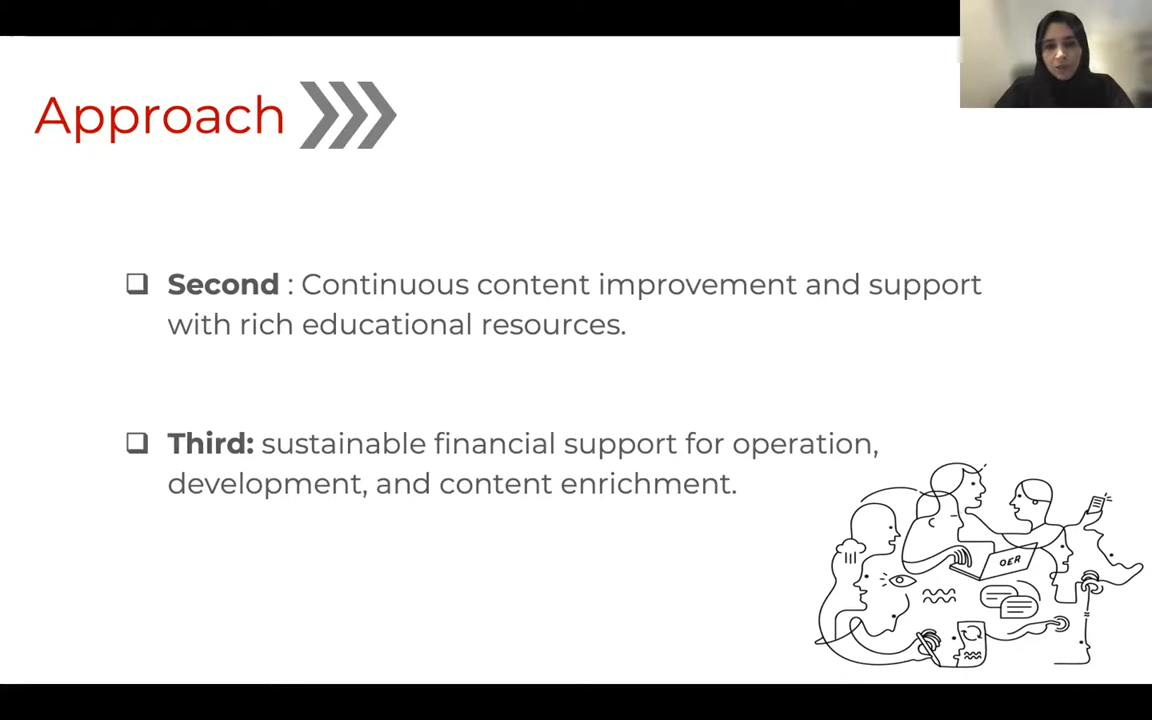 Approach
Second : Continuous content improvement and support
with rich educational resources.
Third: sustainable financial support for operation,
development, and content enrichment.
OER